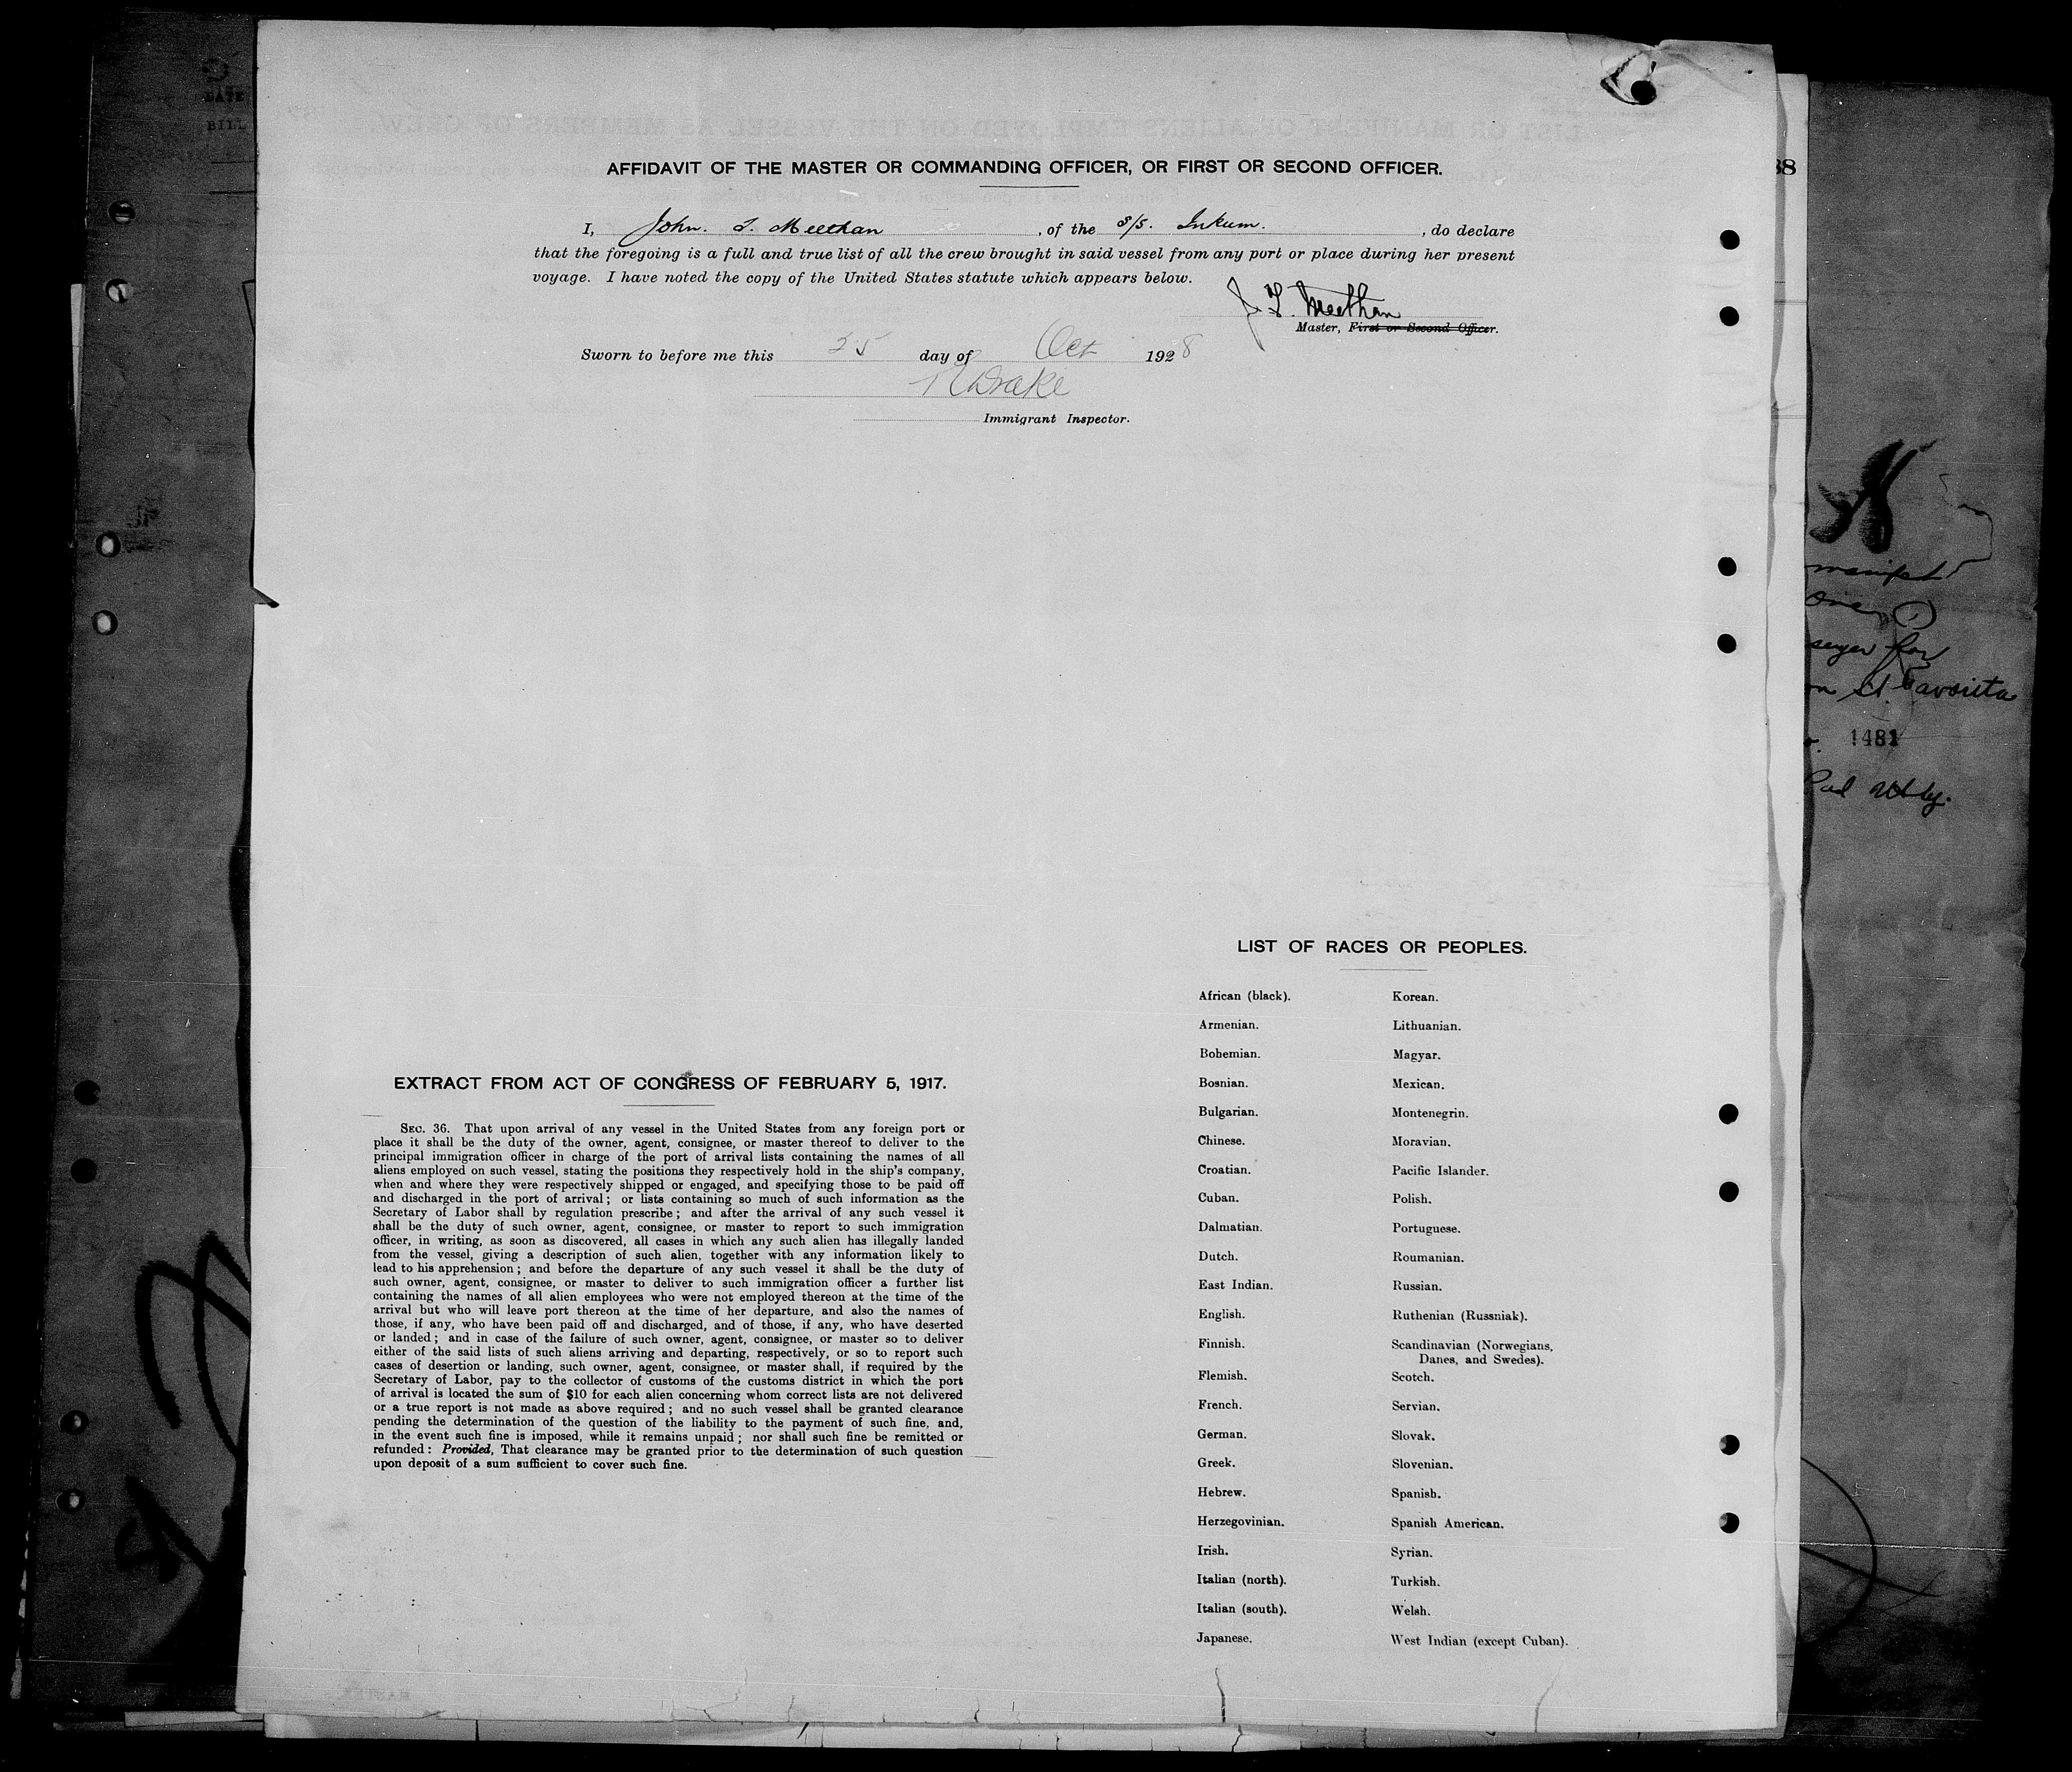 AFFIDAVIT OF THE MASTER OR COMMANDING OFFICER, OR FIRST OR SECOND OFFICER.
I, John. T. Meethan, of the s/s. Inkum., do declare
that the foregoing is a full and true list of all the crew brought in said vessel from any port or place during her present
voyage. I have noted the copy of the United States statute which appears below.
J. T. Meethan
Master, First or Second Officer.
Sworn to before me this 25 day of Oct 1928
Drake
Immigrant Inspector.
EXTRACT FROM ACT OF CONGRESS OF FEBRUARY 5, 1917.
SEC. 36. That upon arrival of any vessel in the United States from any foreign port or
place it shall be the duty of the owner, agent, consignee, or master thereof to deliver to the
principal immigration officer in charge of the port of arrival lists containing the names of all
aliens employed on such vessel, stating the positions they respectively hold in the ship's company,
when and where they were respectively shipped or engaged, and specifying those to be paid off
and discharged in the port of arrival; or lists containing so much of such information as the
Secretary of Labor shall by regulation prescribe; and after the arrival of any such vessel it
shall be the duty of such owner, agent, consignee, or master to report to such immigration
officer, in writing, as soon as discovered, all cases in which any such alien has illegally landed
from the vessel, giving a description of such alien, together with any information likely to
lead to his apprehension; and before the departure of any such vessel it shall be the duty of
such owner, agent, consignee, or master to deliver to such immigration officer a further list
containing the names of all alien employees who were not employed thereon at the time of the
arrival but who will leave port thereon at the time of her departure, and also the names of
those, if any, who have been paid off and discharged, and of those, if any, who have deserted
or landed; and in case of the failure of such owner, agent, consignee, or master so to deliver
either of the said lists of such aliens arriving and departing, respectively, or so to report such
cases of desertion or landing, such owner, agent, consignee, or master shall, if required by the
Secretary of Labor, pay to the collector of customs of the customs district in which the port
of arrival is located the sum of $10 for each alien concerning whom correct lists are not delivered
or a true report is not made as above required; and no such vessel shall be granted clearance
pending the determination of the question of the liability to the payment of such fine, and,
in the event such fine is imposed, while it remains unpaid; nor shall such fine be remitted or
refunded: Provided, That clearance may be granted prior to the determination of such question
upon deposit of a sum sufficient to cover such fine.
LIST OF RACES OR PEOPLES.
African (black).
Armenian.
Bohemian.
Bosnian.
Bulgarian.
Chinese.
Croatian.
Cuban.
Dalmatian.
Dutch.
East Indian.
English.
Finnish.
Flemish.
French.
German.
Greek.
Hebrew.
Herzegovinian.
Irish.
Italian (north).
Italian (south).
Japanese.
Korean.
Lithuanian.
Magyar.
Mexican.
Montenegrin.
Moravian.
Pacific Islander.
Polish.
Portuguese.
Roumanian.
Russian.
Ruthenian (Russniak).
Scandinavian (Norwegians,
Danes, and Swedes).
Scotch.
Servian.
Slovak.
Slovenian.
Spanish.
Spanish American.
Syrian.
Turkish.
Welsh.
West Indian (except Cuban).
DATE
BILL
manifest
One (1)
for
1481